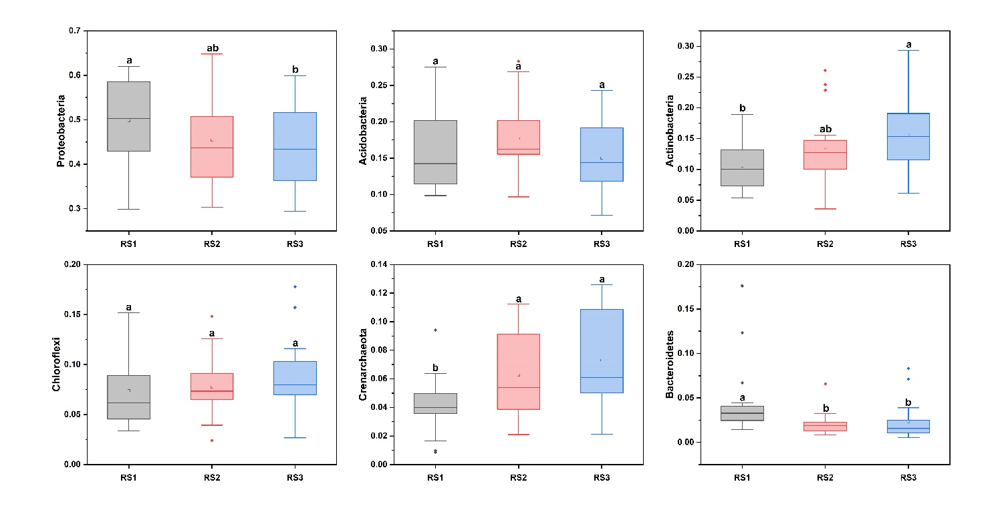 Proteobacteria
0.7
0.6
0.5
0.4
0.3
a
ab
b
RS1 RS2 RS3
Acidobacteria
0.30
0.25
0.20
0.15
0.10
0.05
a
a
a
RS1 RS2 RS3
Actinobacteria
0.30
0.25
0.20
0.15
0.10
0.05
0.00
b
ab
a
RS1 RS2 RS3
Chloroflexi
0.20
0.15
0.10
0.05
0.00
a
a
a
RS1 RS2 RS3
Crenarchaeota
0.14
0.12
0.10
0.08
0.06
0.04
0.02
0.00
b
a
a
RS1 RS2 RS3
Bacteroidetes
0.20
0.15
0.10
0.05
0.00
a
b
b
RS1 RS2 RS3